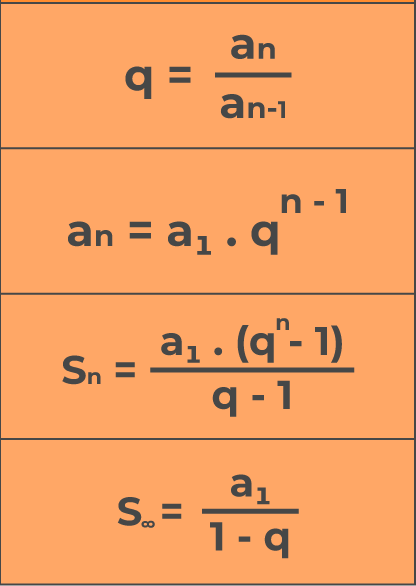 q = aₙ / aₙ₋₁
aₙ = a₁ . qⁿ ⁻ ¹
Sₙ = a₁ . (qⁿ - 1) / q - 1
S∞ = a₁ / 1 - q